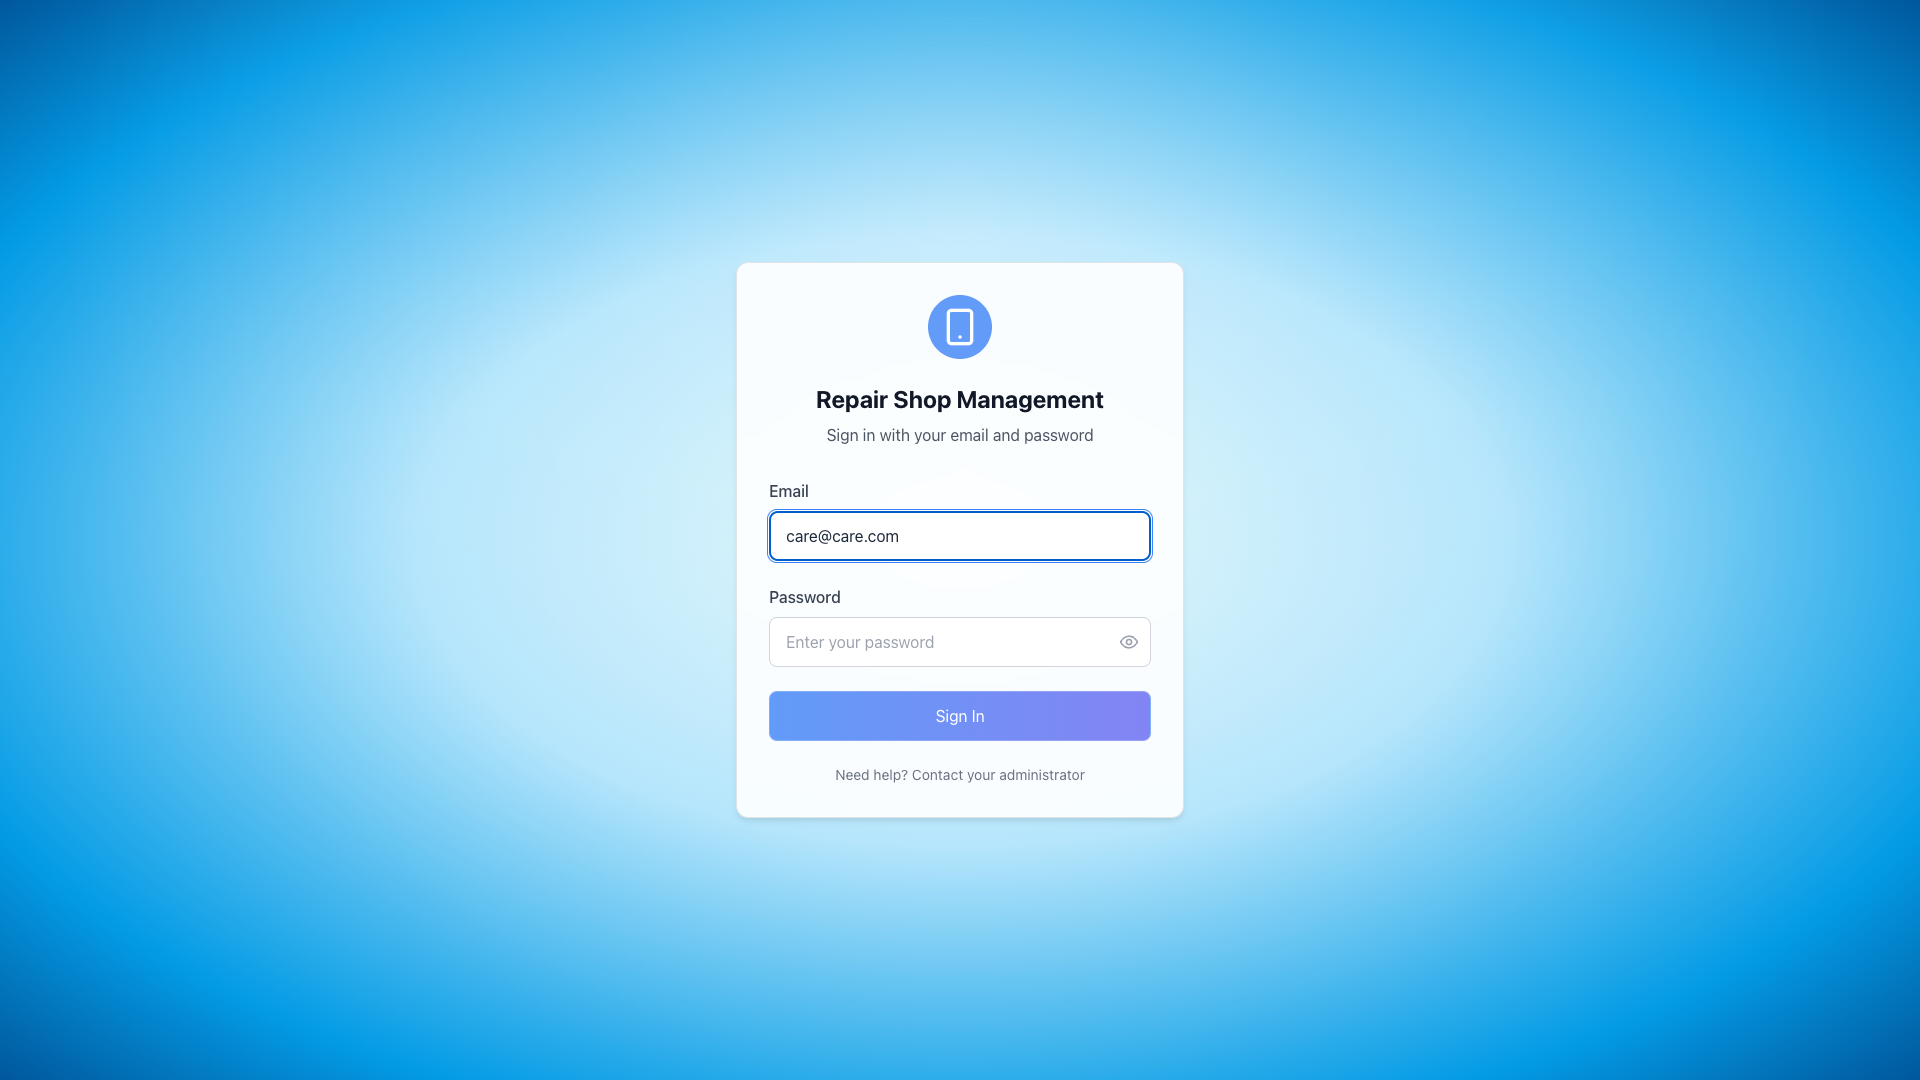 Repair Shop Management
Sign in with your email and password
Email
care@care.com
Password
Enter your password
Sign In
Need help? Contact your administrator